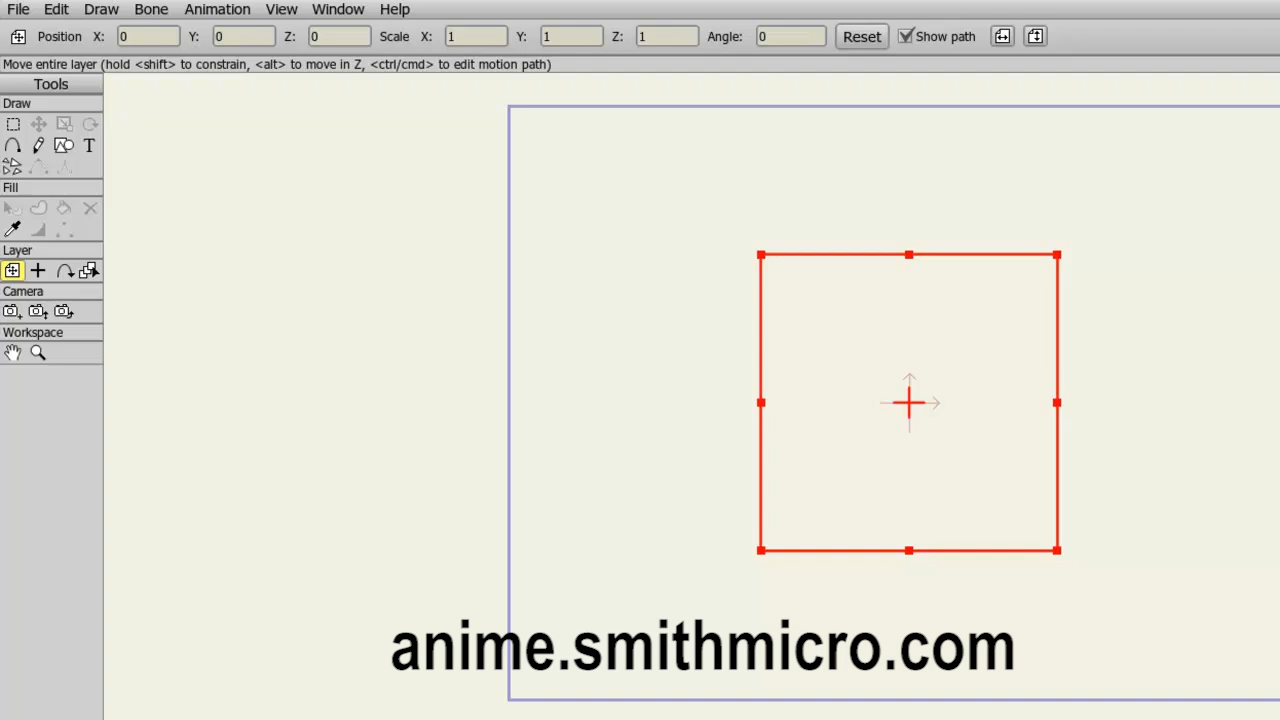 File Edit Draw Bone Animation View Window Help
Position X: 0 Y: 0 Z: 0 Scale X: 1 Y: 1 Z: 1 Angle: 0 Reset Show path
Move entire layer (hold <shift> to constrain, <alt> to move in Z, <ctrl/cmd> to edit motion path)
Tools
Draw
T
Fill
Layer
Camera
Workspace
anime.smithmicro.com